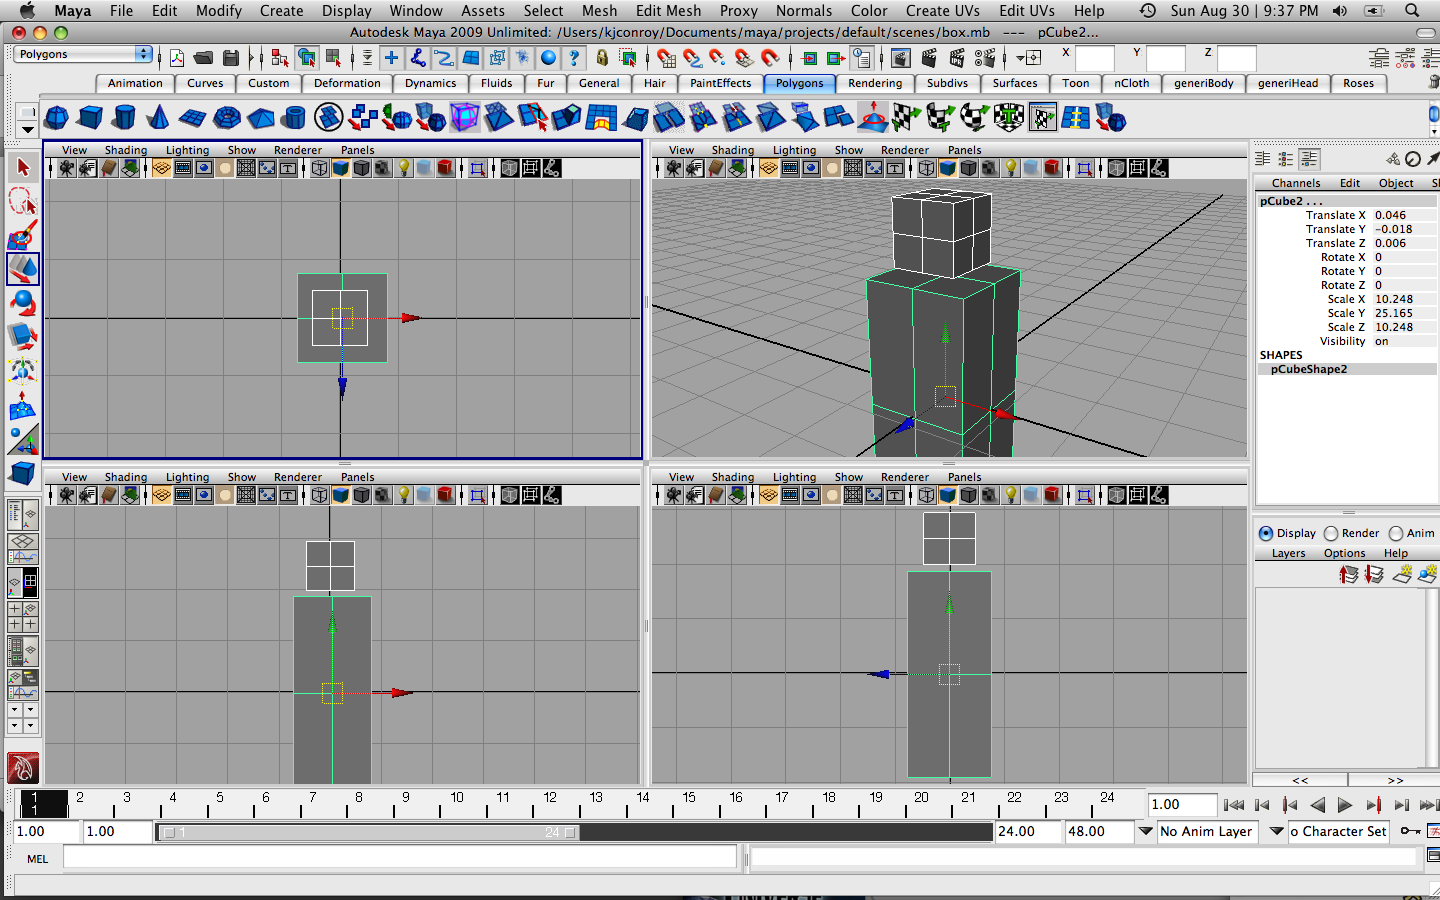 Maya File Edit Modify Create Display Window Assets Select Mesh Edit Mesh Proxy Normals Color Create UVs Edit UVs Help Sun Aug 30 | 9:37 PM
Autodesk Maya 2009 Unlimited: /Users/kjconroy/Documents/maya/projects/default/scenes/box.mb --- pCube2...
Polygons X Y Z
Animation Curves Custom Deformation Dynamics Fluids Fur General Hair PaintEffects Polygons Rendering Subdivs Surfaces Toon nCloth generiBody generiHead Roses
View Shading Lighting Show Renderer Panels
View Shading Lighting Show Renderer Panels
Channels Edit Object
pCube2 . . .
Translate X 0.046
Translate Y -0.018
Translate Z 0.006
Rotate X 0
Rotate Y 0
Rotate Z 0
Scale X 10.248
Scale Y 25.165
Scale Z 10.248
Visibility on
SHAPES
pCubeShape2
View Shading Lighting Show Renderer Panels
View Shading Lighting Show Renderer Panels
Display Render Anim
Layers Options Help
<< >>
1 2 3 4 5 6 7 8 9 10 11 12 13 14 15 16 17 18 19 20 21 22 23 24
1 1.00
1.00 1.00 1 24 24.00 48.00 No Anim Layer o Character Set
MEL